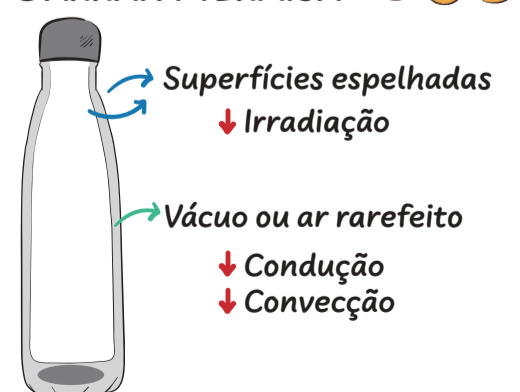 Superfícies espelhadas
↓ Irradiação
Vácuo ou ar rarefeito
↓ Condução
↓ Convecção